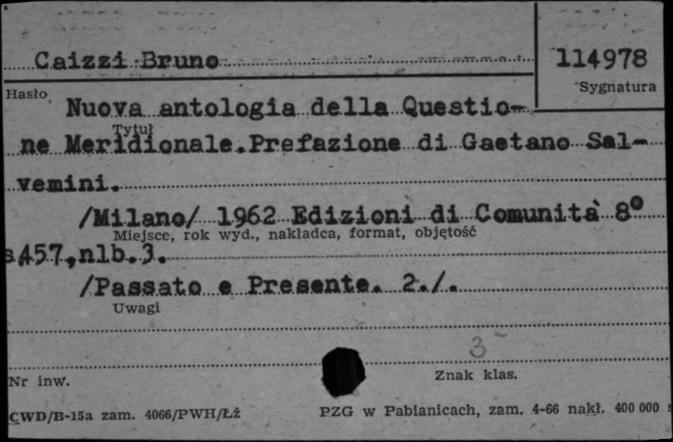 Caizzi Bruno
114978
Hasło
Sygnatura
Nuova antologia della Questio-
Tytuł
ne Meridionale.Prefazione di Gaetano Sal-
vemini.
/Milano/ 1962 Edizioni di Comunità 8°
Miejsce, rok wyd., nakładca, format, objętość
s457,nlb.3.
/Passato e Presente. 2./.
Uwagi
3-
Nr inw.
Znak klas.
CWD/B-15a zam. 4066/PWH/Łź
PZG w Pabianicach, zam. 4-66 nakł. 400 000 s